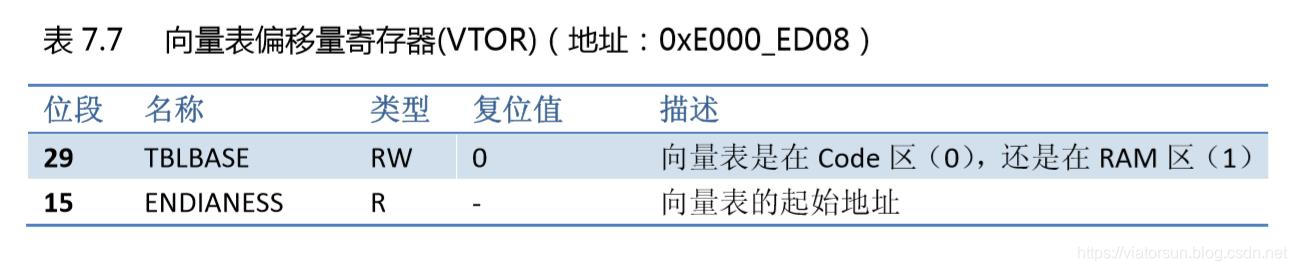 表 7.7 向量表偏移量寄存器(VTOR)（地址：0xE000_ED08）
位段 名称 类型 复位值 描述
29 TBLBASE RW 0 向量表是在 Code 区（0），还是在 RAM 区（1）
15 ENDIANESS R - 向量表的起始地址
https://viatorsun.blog.csdn.net